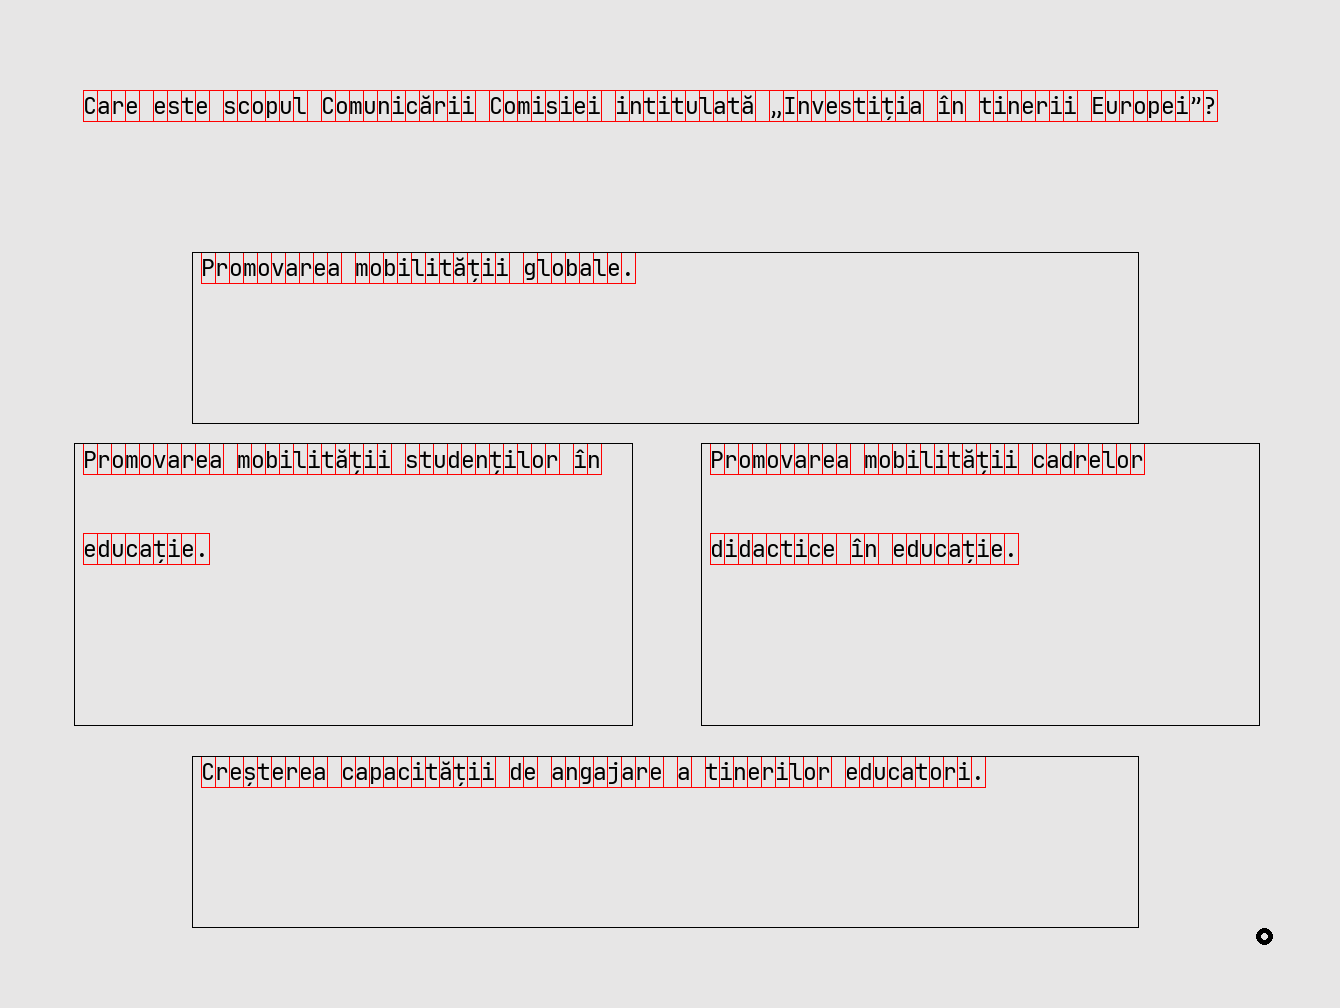 Care este scopul Comunicării Comisiei intitulată „Investiția în tinerii Europei”?
Promovarea mobilității globale.
Promovarea mobilității studenților în
educație.
Promovarea mobilității cadrelor
didactice în educație.
Creșterea capacității de angajare a tinerilor educatori.